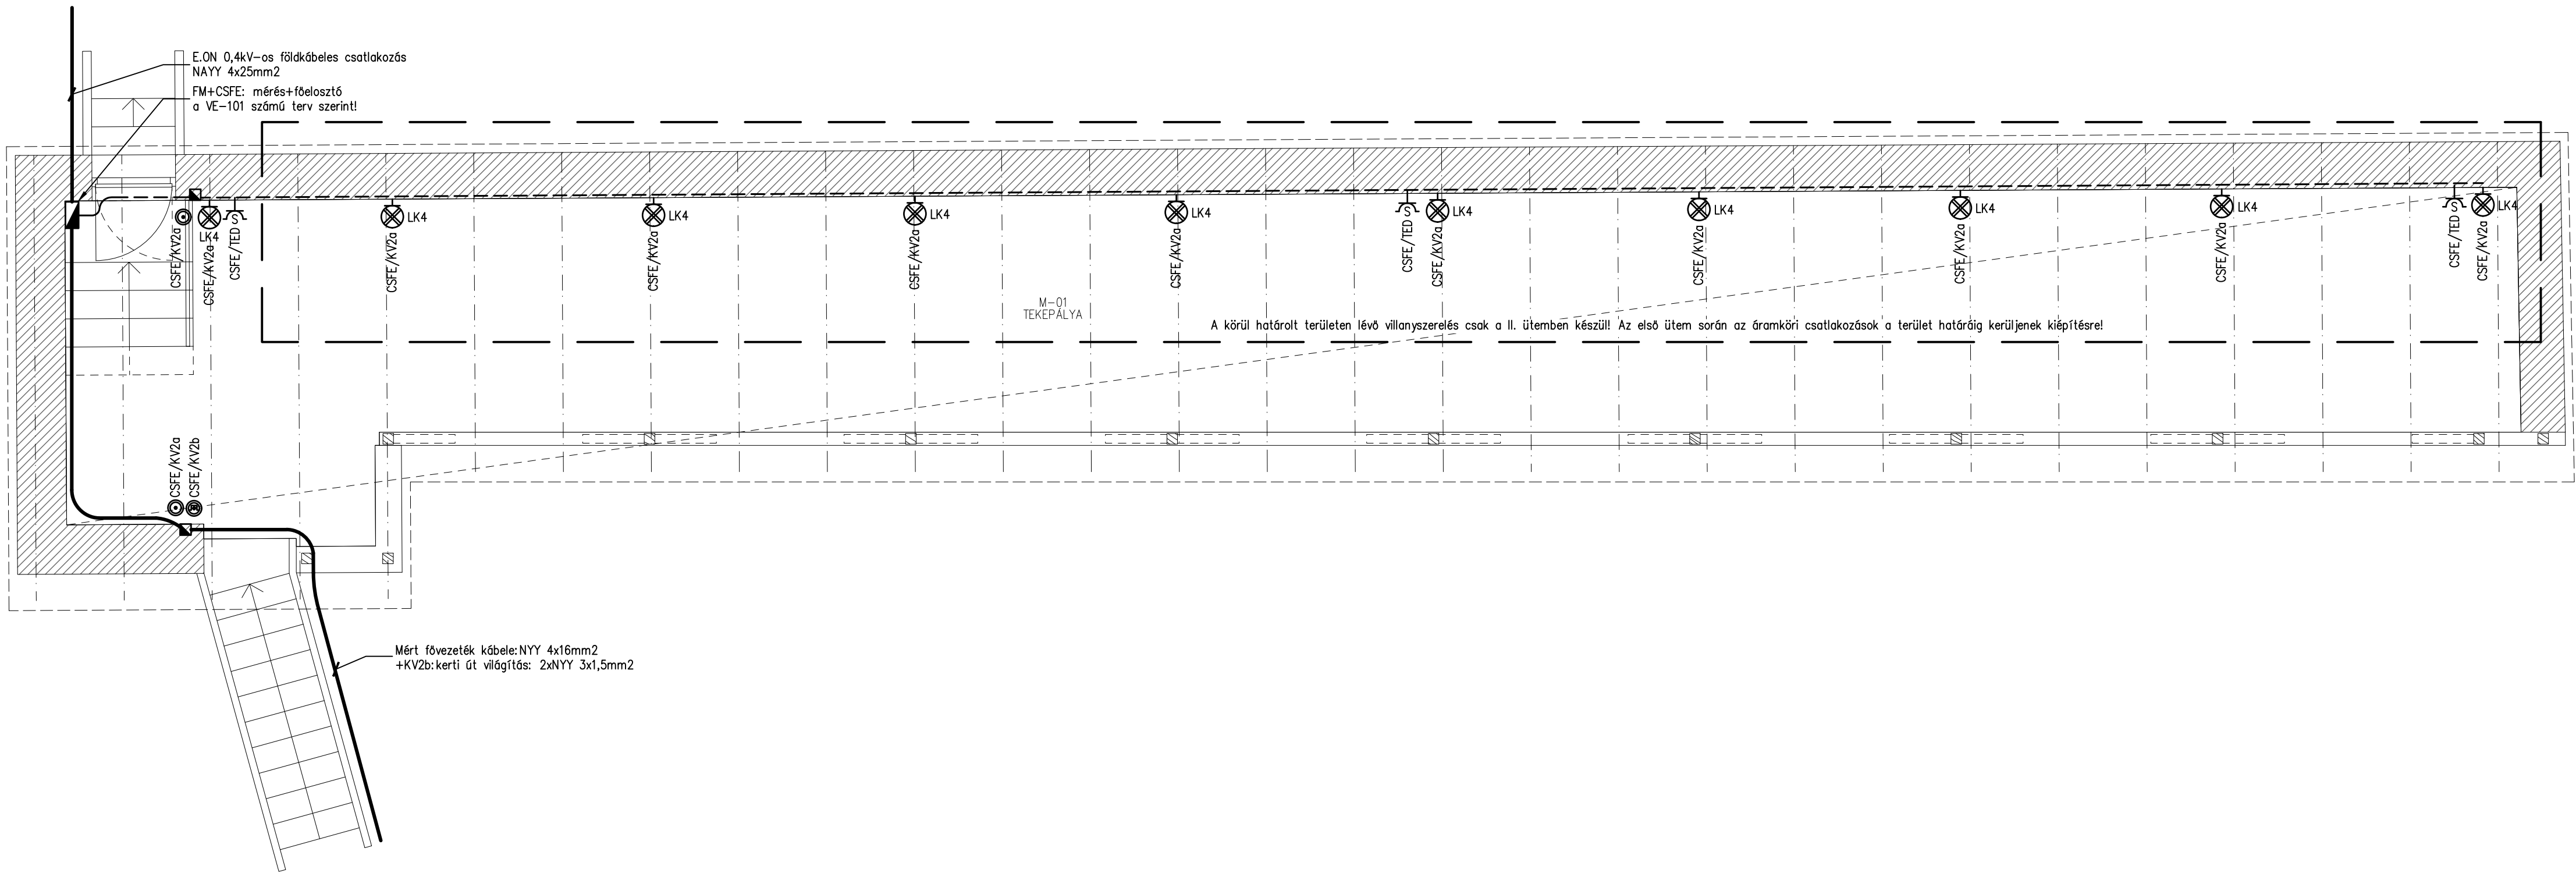 E.ON 0,4kV-os földkábeles csatlakozás
NAYY 4x25mm2
FM+CSFE: mérés+főelosztó
a VE-101 számú terv szerint!
CSFE/KV2a
LK4
CSFE/KV2a
S
CSFE/TED
LK4
CSFE/KV2a
LK4
CSFE/KV2a
LK4
CSFE/KV2a
LK4
CSFE/KV2a
S
CSFE/TED
LK4
CSFE/KV2a
LK4
CSFE/KV2a
LK4
CSFE/KV2a
LK4
CSFE/KV2a
S
CSFE/TED
LK4
CSFE/KV2a
M-01
TEKEPÁLYA
A körül határolt területen lévő villanyszerelés csak a II. ütemben készül! Az első ütem során az áramköri csatlakozások a terület határáig kerüljenek kiépítésre!
CSFE/KV2a
CSFE/KV2b
Mért fővezeték kábele: NYY 4x16mm2
+KV2b: kerti út világítás: 2xNYY 3x1,5mm2